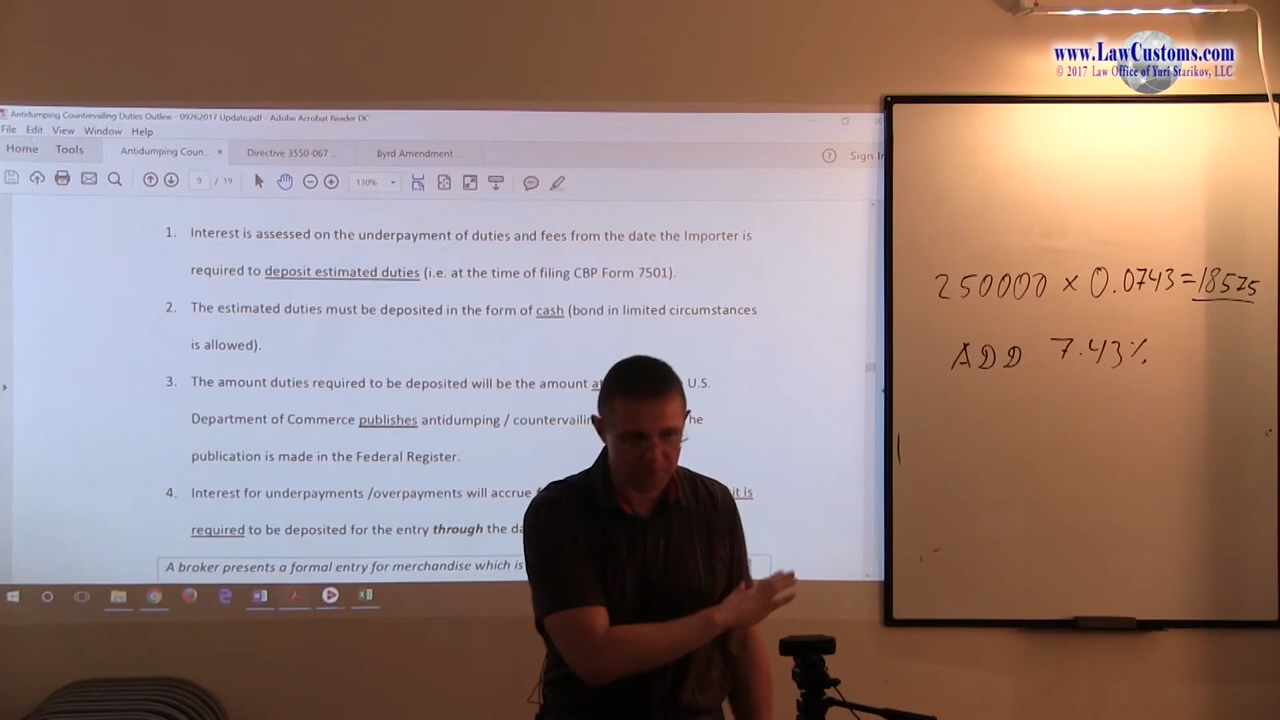 www.LawCustoms.com
© 2017 Law Office of Yuri Starikov, LLC
Antidumping Countervailing Duties Outline - 09262017 Update.pdf - Adobe Acrobat Reader DC
File Edit View Window Help
Home Tools Antidumping Coun... × Directive 3550-067 ... Byrd Amendment ... Sign In
9 / 19 130%
1. Interest is assessed on the underpayment of duties and fees from the date the Importer is
required to deposit estimated duties (i.e. at the time of filing CBP Form 7501).
2. The estimated duties must be deposited in the form of cash (bond in limited circumstances
is allowed).
3. The amount duties required to be deposited will be the amount U.S.
Department of Commerce publishes antidumping / countervailin
publication is made in the Federal Register.
4. Interest for underpayments /overpayments will accrue it is
required to be deposited for the entry through the da
A broker presents a formal entry for merchandise which is
250000 × 0.0743 = 18575
ADD 7.43%